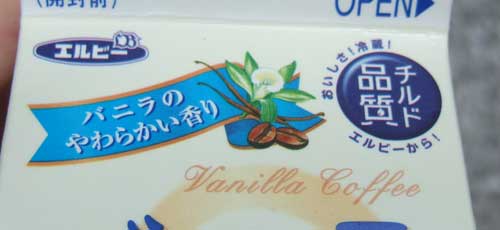 (開封前)
OPEN
エルビー
バニラの
やわらかい香り
おいしさ!冷蔵!
チルド
品質
エルビーから!
Vanilla Coffee